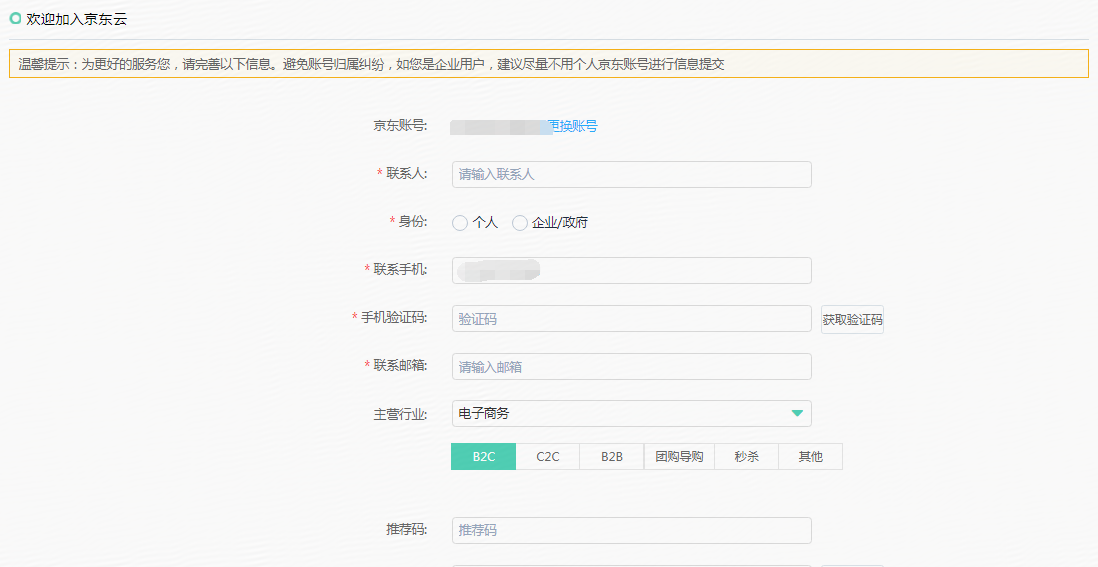 欢迎加入京东云
温馨提示：为更好的服务您，请完善以下信息。避免账号归属纠纷，如您是企业用户，建议尽量不用个人京东账号进行信息提交
京东账号: 更换账号
* 联系人: 请输入联系人
* 身份: 个人 企业/政府
* 联系手机:
* 手机验证码: 验证码 获取验证码
* 联系邮箱: 请输入邮箱
主营行业: 电子商务
B2C C2C B2B 团购导购 秒杀 其他
推荐码: 推荐码